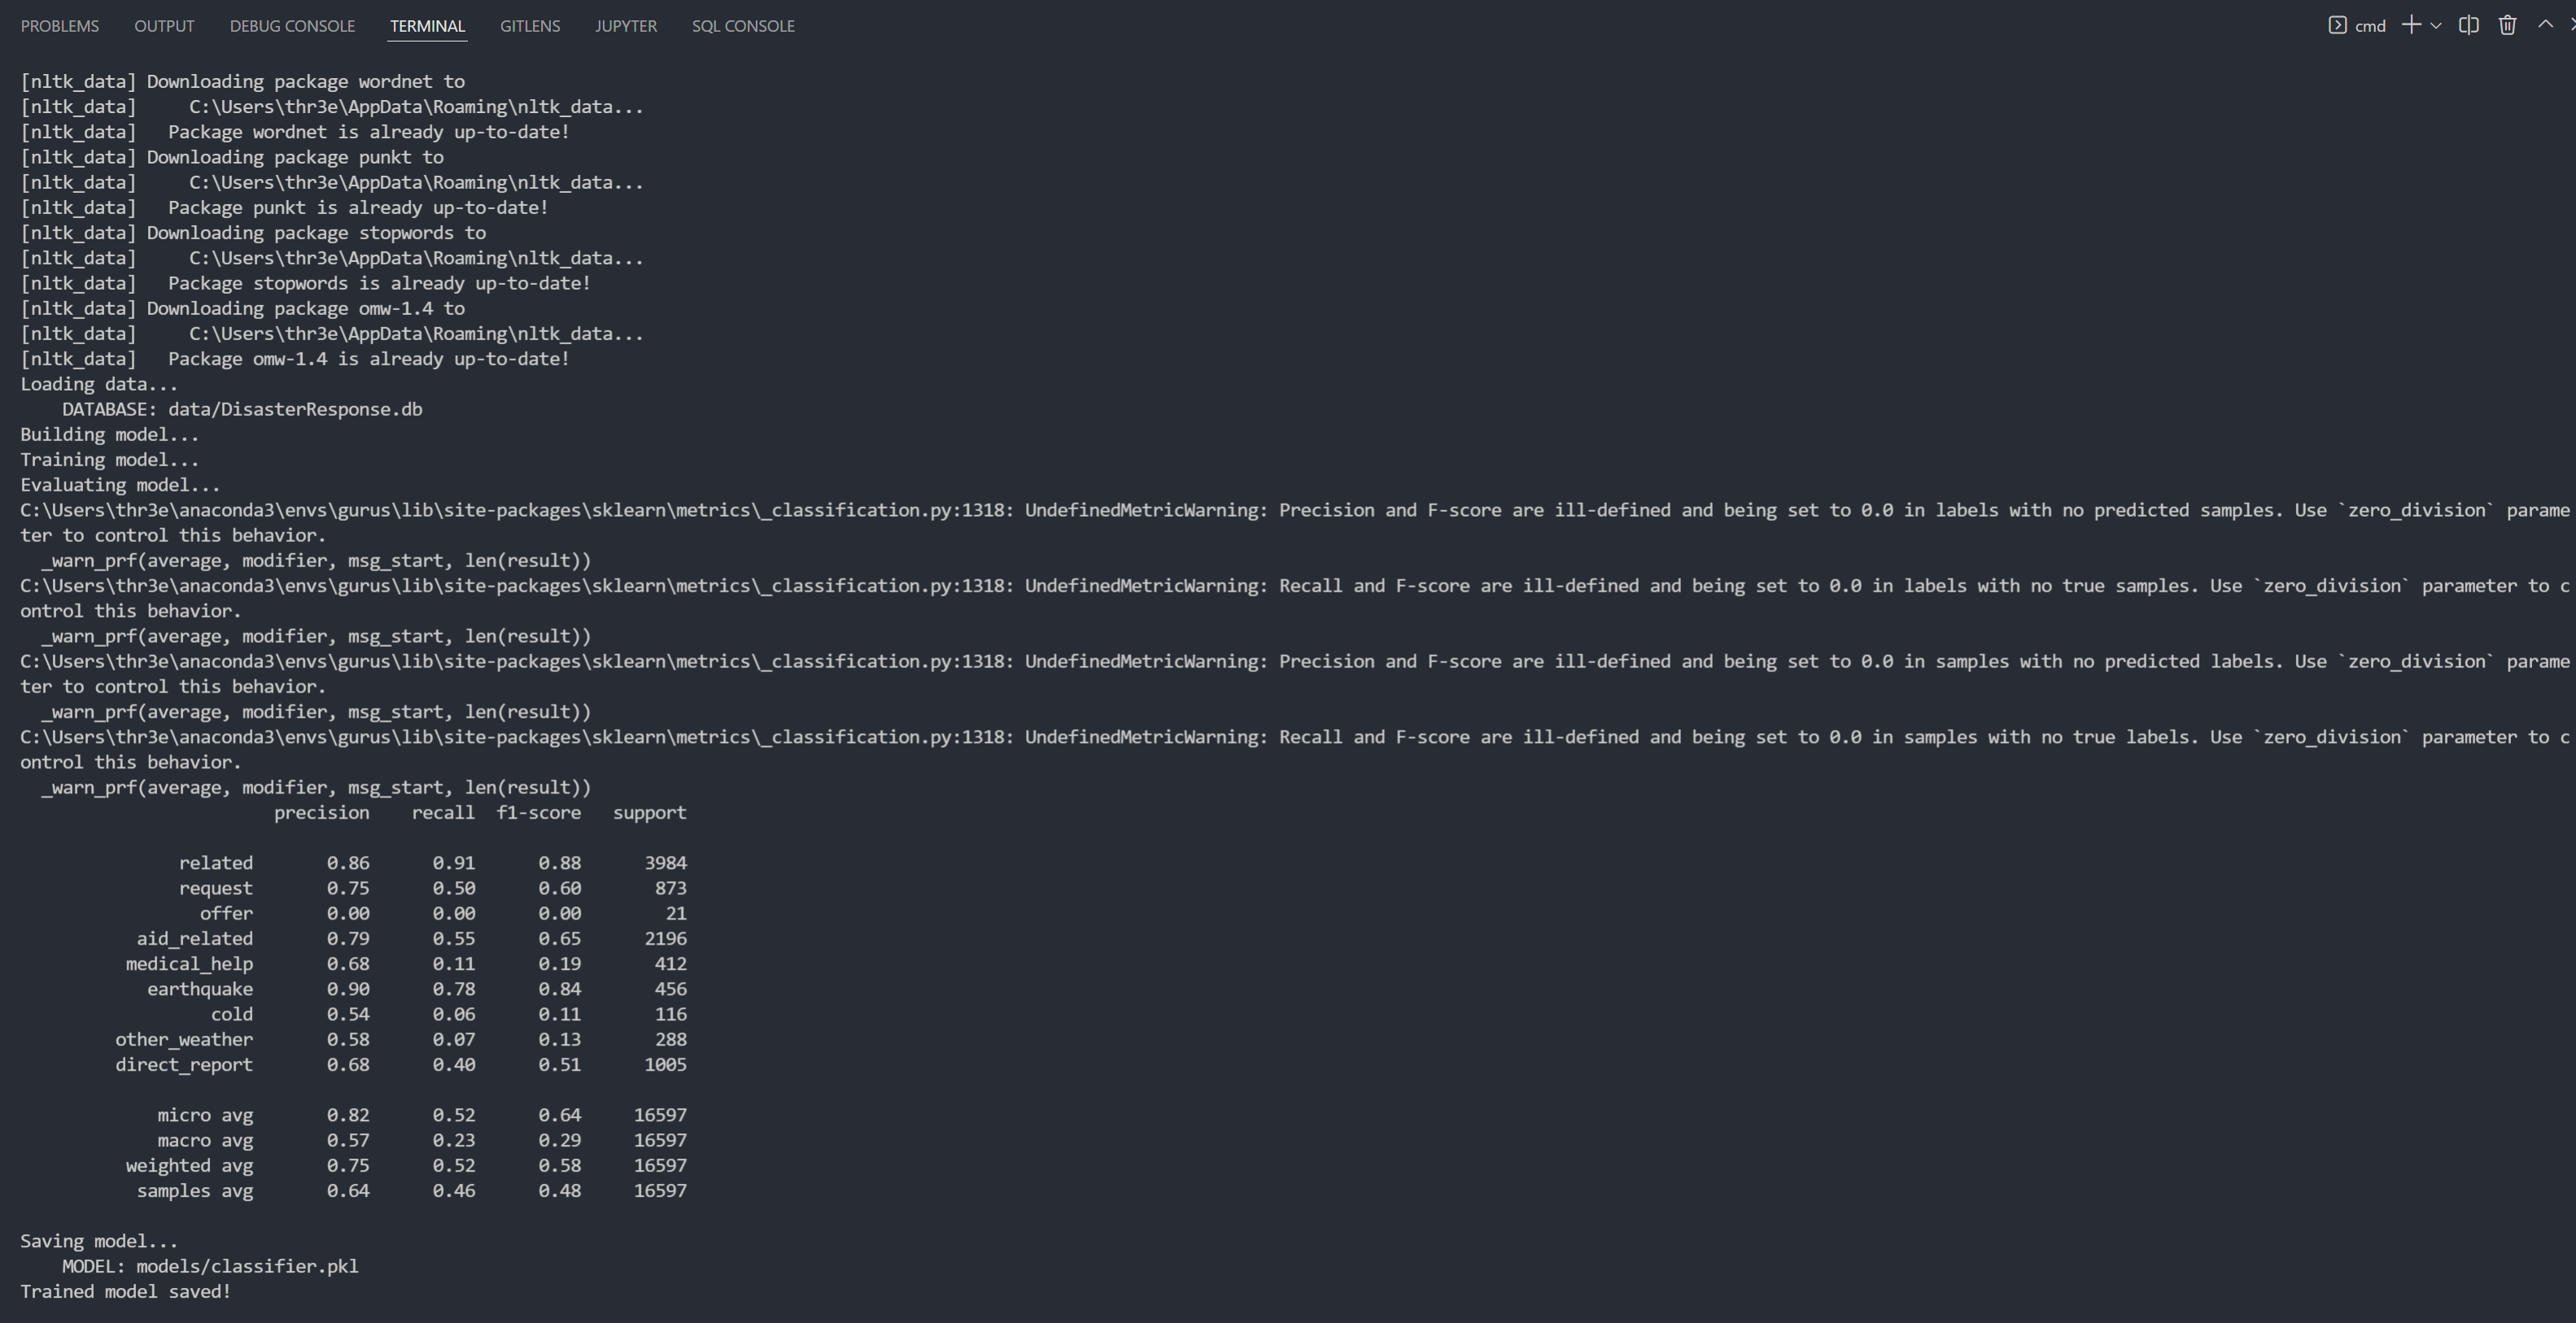 PROBLEMS OUTPUT DEBUG CONSOLE TERMINAL GITLENS JUPYTER SQL CONSOLE cmd
[nltk_data] Downloading package wordnet to
[nltk_data]     C:\Users\thr3e\AppData\Roaming\nltk_data...
[nltk_data]   Package wordnet is already up-to-date!
[nltk_data] Downloading package punkt to
[nltk_data]     C:\Users\thr3e\AppData\Roaming\nltk_data...
[nltk_data]   Package punkt is already up-to-date!
[nltk_data] Downloading package stopwords to
[nltk_data]     C:\Users\thr3e\AppData\Roaming\nltk_data...
[nltk_data]   Package stopwords is already up-to-date!
[nltk_data] Downloading package omw-1.4 to
[nltk_data]     C:\Users\thr3e\AppData\Roaming\nltk_data...
[nltk_data]   Package omw-1.4 is already up-to-date!
Loading data...
    DATABASE: data/DisasterResponse.db
Building model...
Training model...
Evaluating model...
C:\Users\thr3e\anaconda3\envs\gurus\lib\site-packages\sklearn\metrics\_classification.py:1318: UndefinedMetricWarning: Precision and F-score are ill-defined and being set to 0.0 in labels with no predicted samples. Use `zero_division` parame
ter to control this behavior.
  _warn_prf(average, modifier, msg_start, len(result))
C:\Users\thr3e\anaconda3\envs\gurus\lib\site-packages\sklearn\metrics\_classification.py:1318: UndefinedMetricWarning: Recall and F-score are ill-defined and being set to 0.0 in labels with no true samples. Use `zero_division` parameter to c
ontrol this behavior.
  _warn_prf(average, modifier, msg_start, len(result))
C:\Users\thr3e\anaconda3\envs\gurus\lib\site-packages\sklearn\metrics\_classification.py:1318: UndefinedMetricWarning: Precision and F-score are ill-defined and being set to 0.0 in samples with no predicted labels. Use `zero_division` parame
ter to control this behavior.
  _warn_prf(average, modifier, msg_start, len(result))
C:\Users\thr3e\anaconda3\envs\gurus\lib\site-packages\sklearn\metrics\_classification.py:1318: UndefinedMetricWarning: Recall and F-score are ill-defined and being set to 0.0 in samples with no true labels. Use `zero_division` parameter to c
ontrol this behavior.
  _warn_prf(average, modifier, msg_start, len(result))
                        precision    recall  f1-score   support
               related       0.86      0.91      0.88      3984
               request       0.75      0.50      0.60       873
                 offer       0.00      0.00      0.00        21
           aid_related       0.79      0.55      0.65      2196
          medical_help       0.68      0.11      0.19       412
            earthquake       0.90      0.78      0.84       456
                  cold       0.54      0.06      0.11       116
         other_weather       0.58      0.07      0.13       288
         direct_report       0.68      0.40      0.51      1005
             micro avg       0.82      0.52      0.64     16597
             macro avg       0.57      0.23      0.29     16597
          weighted avg       0.75      0.52      0.58     16597
           samples avg       0.64      0.46      0.48     16597
Saving model...
    MODEL: models/classifier.pkl
Trained model saved!